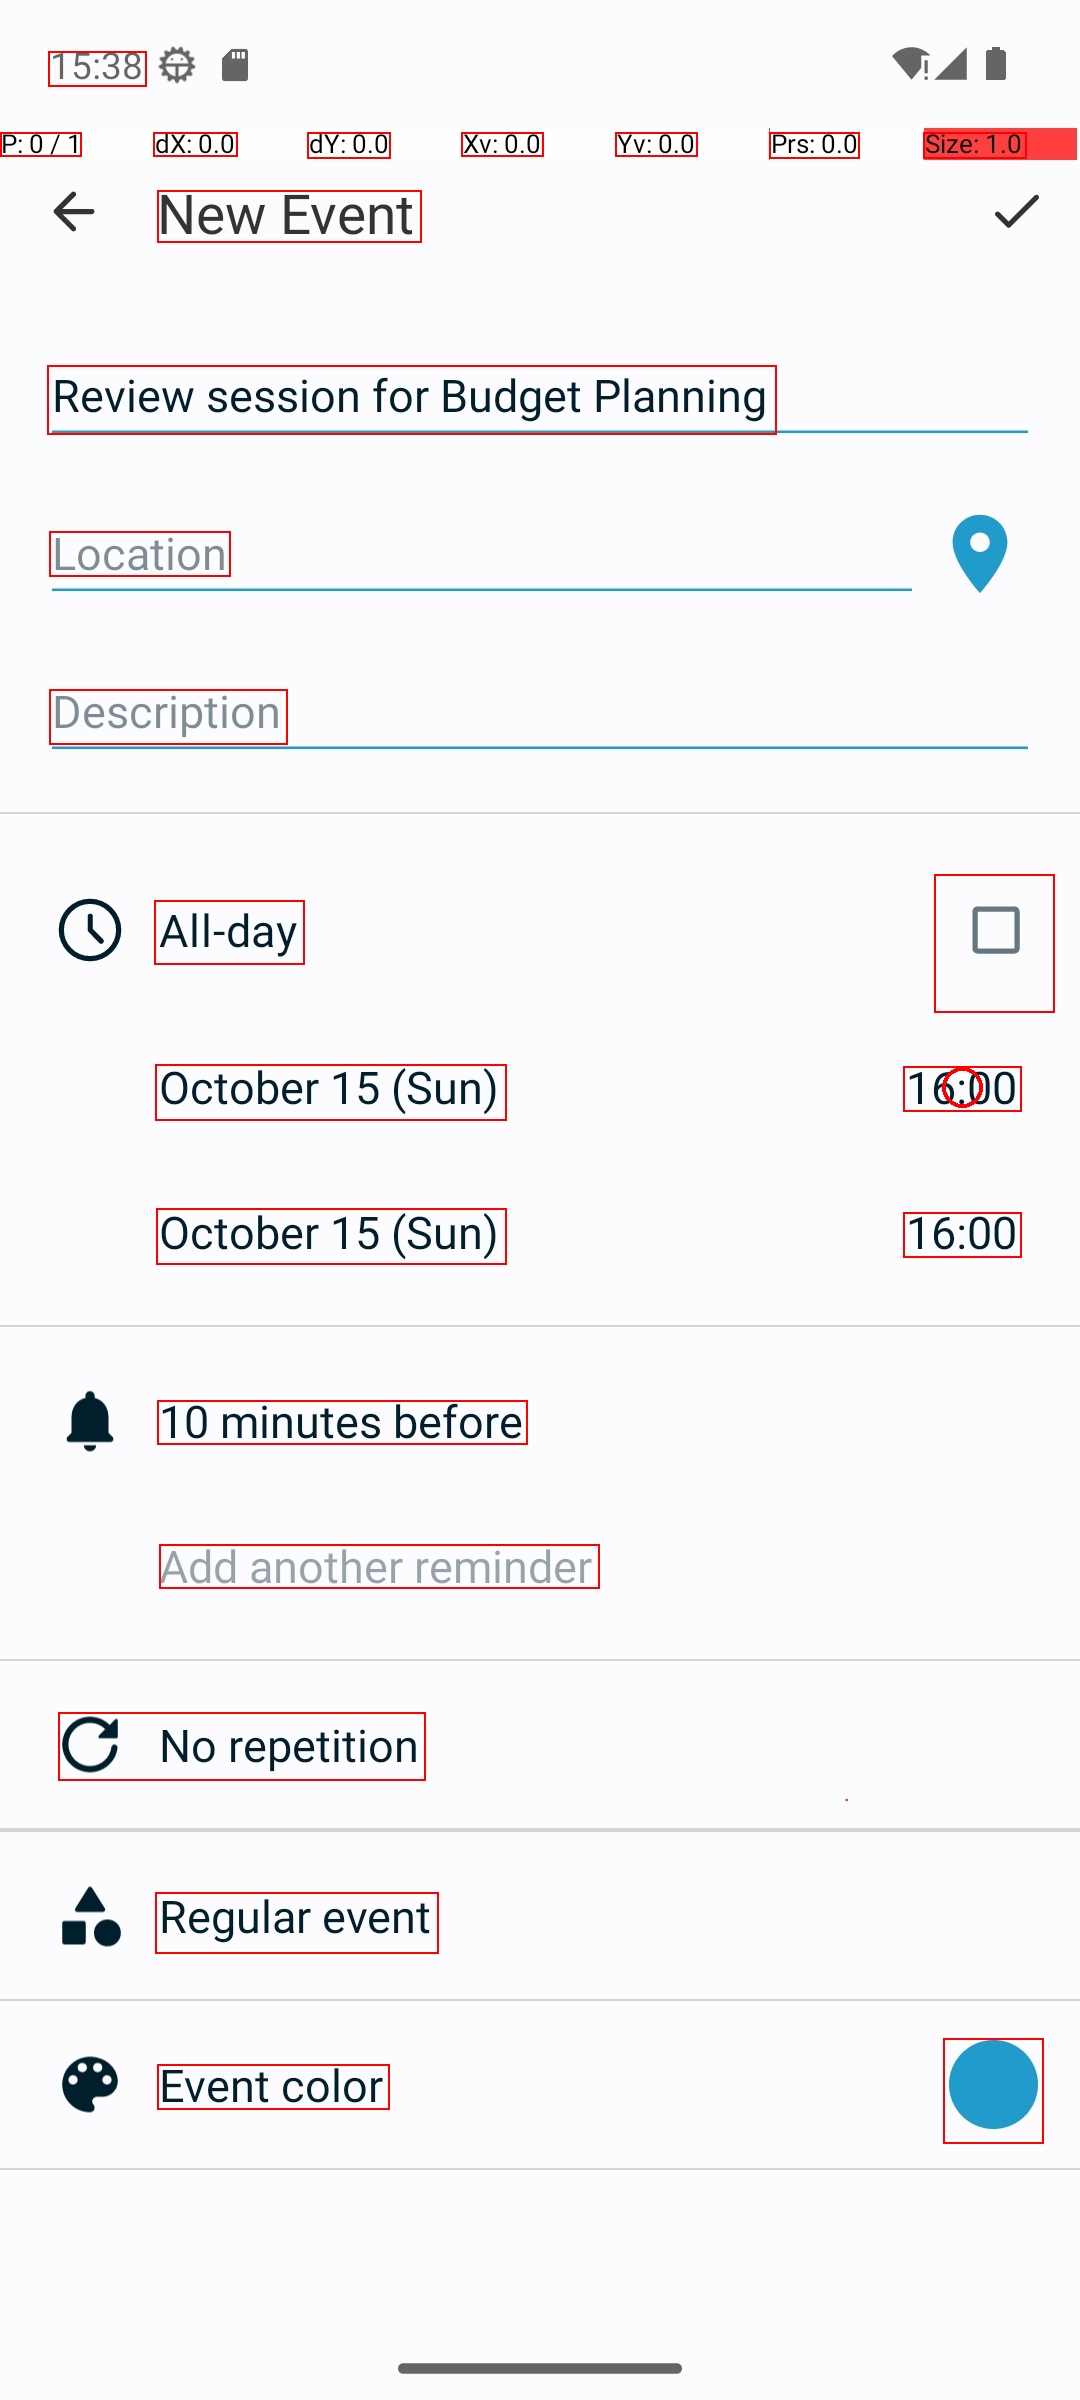 15:38
P: 0 / 1 dX: 0.0 dY: 0.0 Xv: 0.0 Yv: 0.0 Prs: 0.0 Size: 1.0
New Event
Review session for Budget Planning
Location
Description
All-day
October 15 (Sun) 16:00
October 15 (Sun) 16:00
10 minutes before
Add another reminder
No repetition
Regular event
Event color